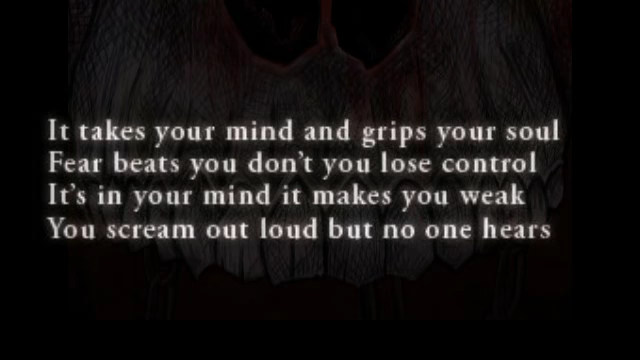 It takes your mind and grips your soul
Fear beats you don't you lose control
It's in your mind it makes you weak
You scream out loud but no one hears